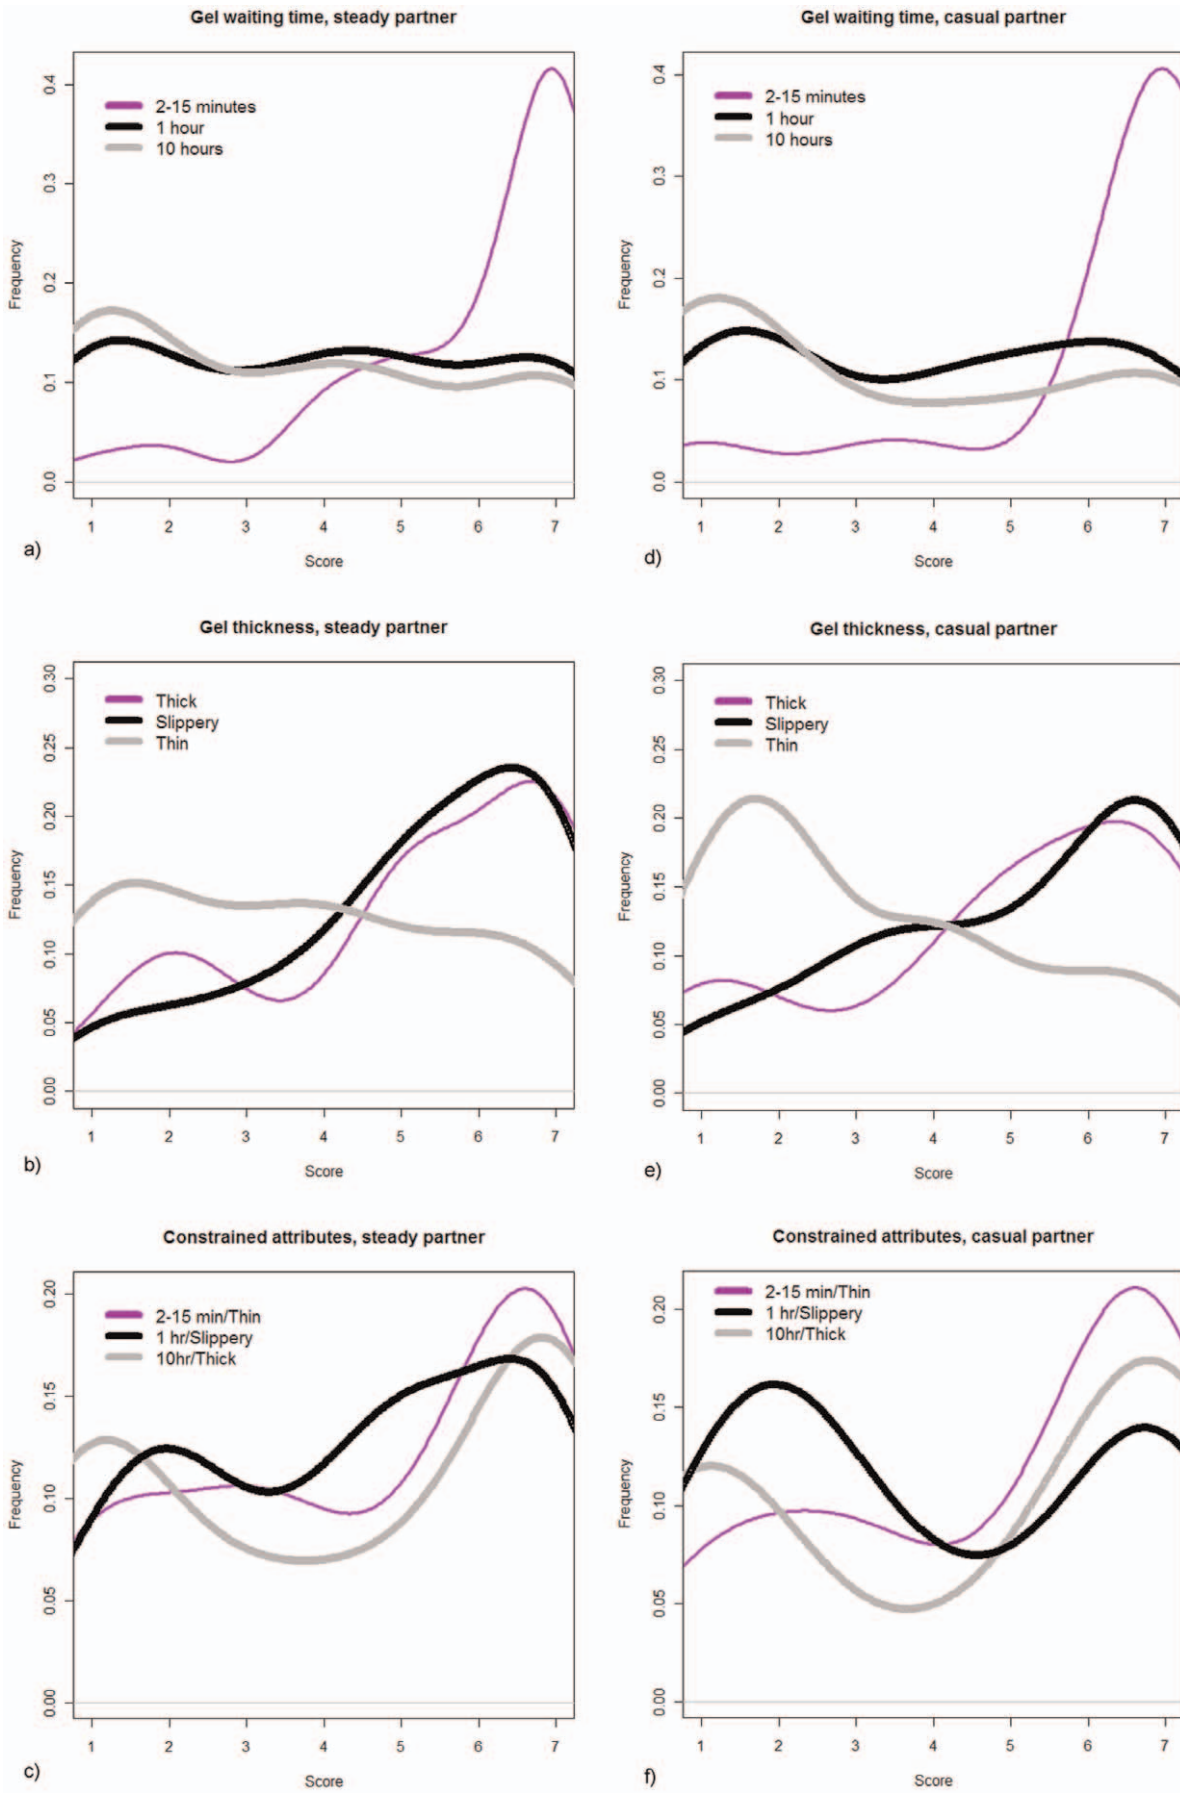 Gel waiting time, steady partner
2-15 minutes
1 hour
10 hours
Frequency
0.0 0.1 0.2 0.3 0.4
1 2 3 4 5 6 7
Score
a)
Gel waiting time, casual partner
2-15 minutes
1 hour
10 hours
Frequency
0.0 0.1 0.2 0.3 0.4
1 2 3 4 5 6 7
Score
d)
Gel thickness, steady partner
Thick
Slippery
Thin
Frequency
0.00 0.05 0.10 0.15 0.20 0.25 0.30
1 2 3 4 5 6 7
Score
b)
Gel thickness, casual partner
Thick
Slippery
Thin
Frequency
0.00 0.05 0.10 0.15 0.20 0.25 0.30
1 2 3 4 5 6 7
Score
e)
Constrained attributes, steady partner
2-15 min/Thin
1 hr/Slippery
10hr/Thick
Frequency
0.00 0.05 0.10 0.15 0.20
1 2 3 4 5 6 7
Score
c)
Constrained attributes, casual partner
2-15 min/Thin
1 hr/Slippery
10hr/Thick
Frequency
0.00 0.05 0.10 0.15 0.20
1 2 3 4 5 6 7
Score
f)